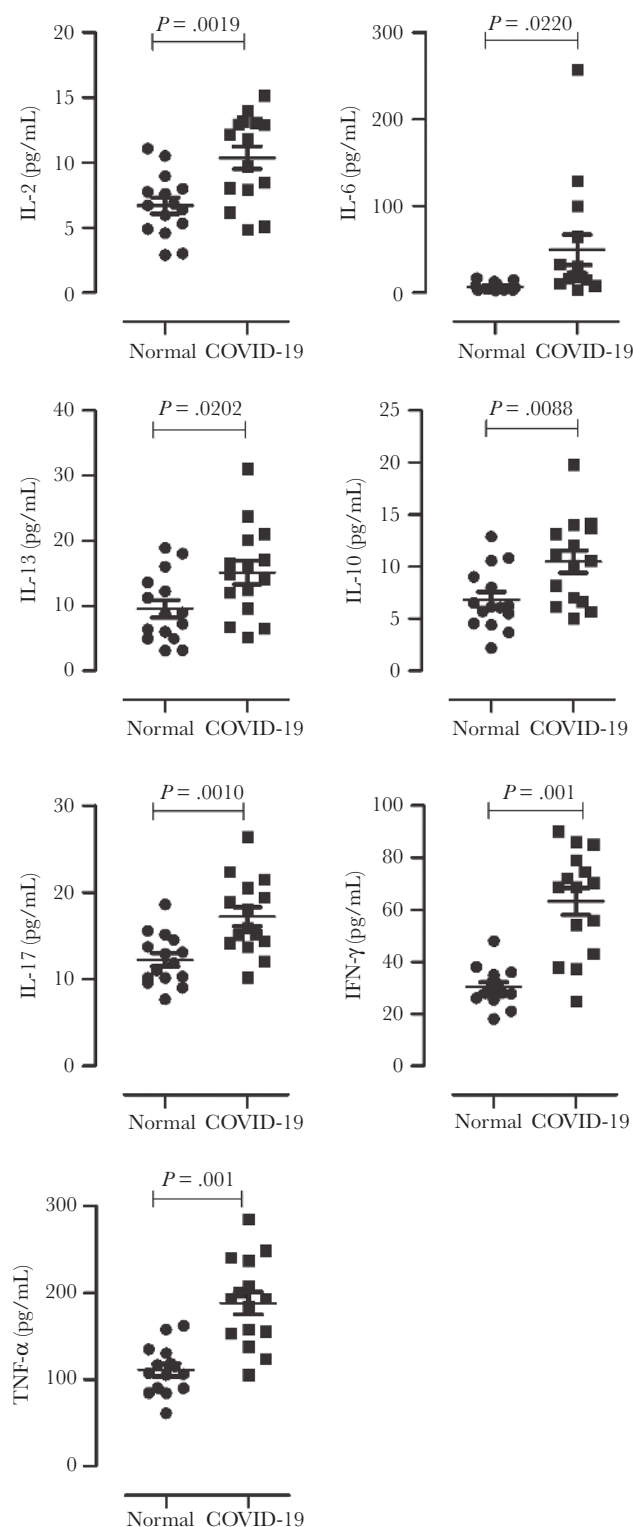 P = .0019
20
15
10
5
0
IL-2 (pg/mL)
Normal COVID-19
P = .0220
300
200
100
0
IL-6 (pg/mL)
Normal COVID-19
P = .0202
40
30
20
10
0
IL-13 (pg/mL)
Normal COVID-19
P = .0088
25
20
15
10
5
0
IL-10 (pg/mL)
Normal COVID-19
P = .0010
30
20
10
0
IL-17 (pg/mL)
Normal COVID-19
P = .001
100
80
60
40
20
0
IFN-γ (pg/mL)
Normal COVID-19
P = .001
300
200
100
0
TNF-α (pg/mL)
Normal COVID-19